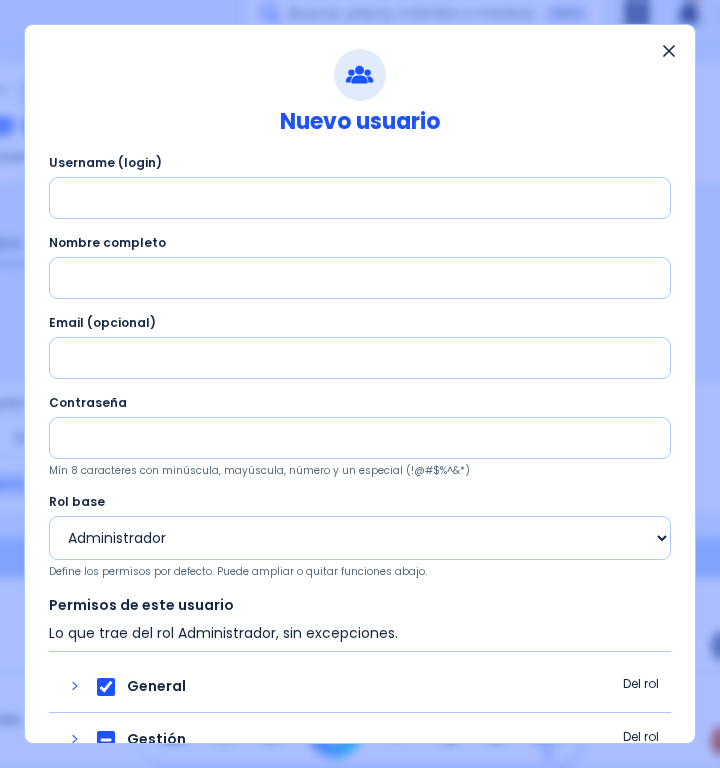 Nuevo usuario
Username (login)
Nombre completo
Email (opcional)
Contraseña
Mín 8 caracteres con minúscula, mayúscula, número y un especial (!@#$%^&*)
Rol base
Administrador
Define los permisos por defecto. Puede ampliar o quitar funciones abajo.
Permisos de este usuario
Lo que trae del rol Administrador, sin excepciones.
General Del rol
Gestión Del rol